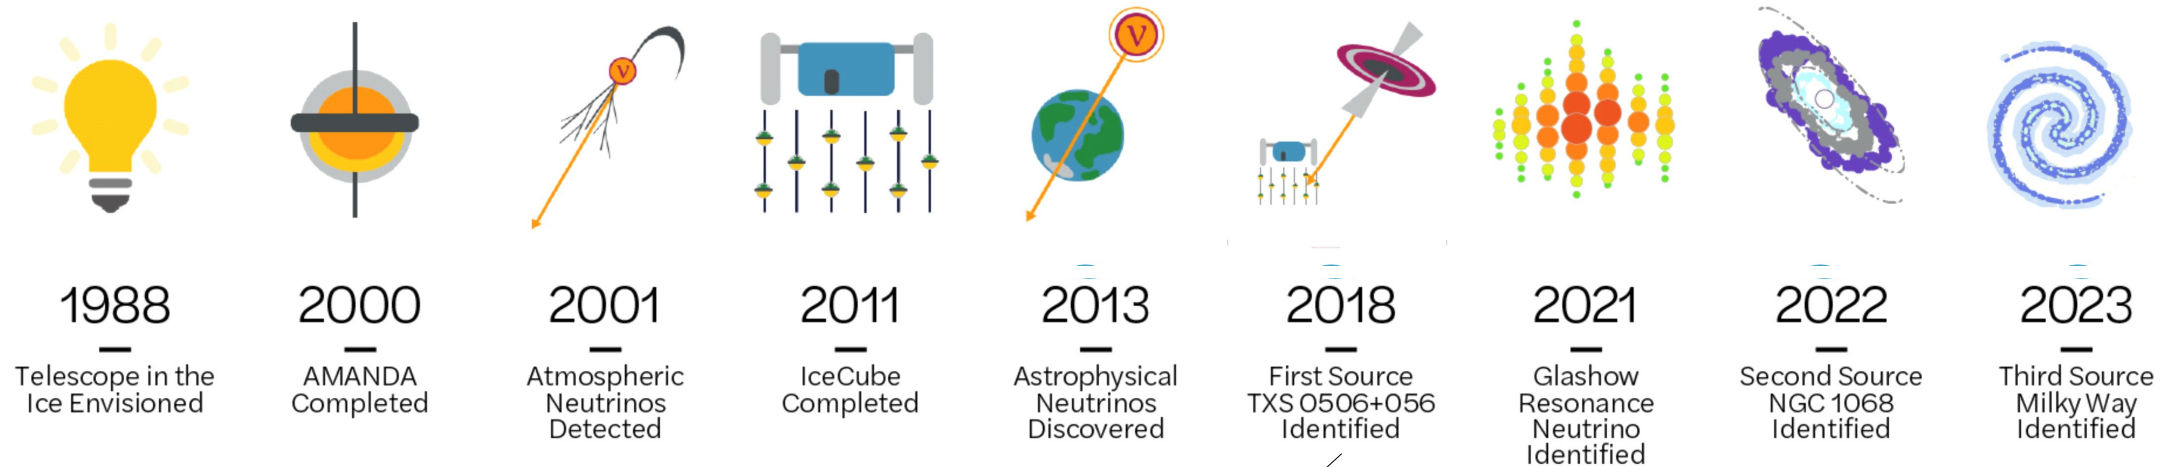 ν
ν
1988
Telescope in the
Ice Envisioned
2000
AMANDA
Completed
2001
Atmospheric
Neutrinos
Detected
2011
IceCube
Completed
2013
Astrophysical
Neutrinos
Discovered
2018
First Source
TXS 0506+056
Identified
2021
Glashow
Resonance
Neutrino
Identified
2022
Second Source
NGC 1068
Identified
2023
Third Source
Milky Way
Identified